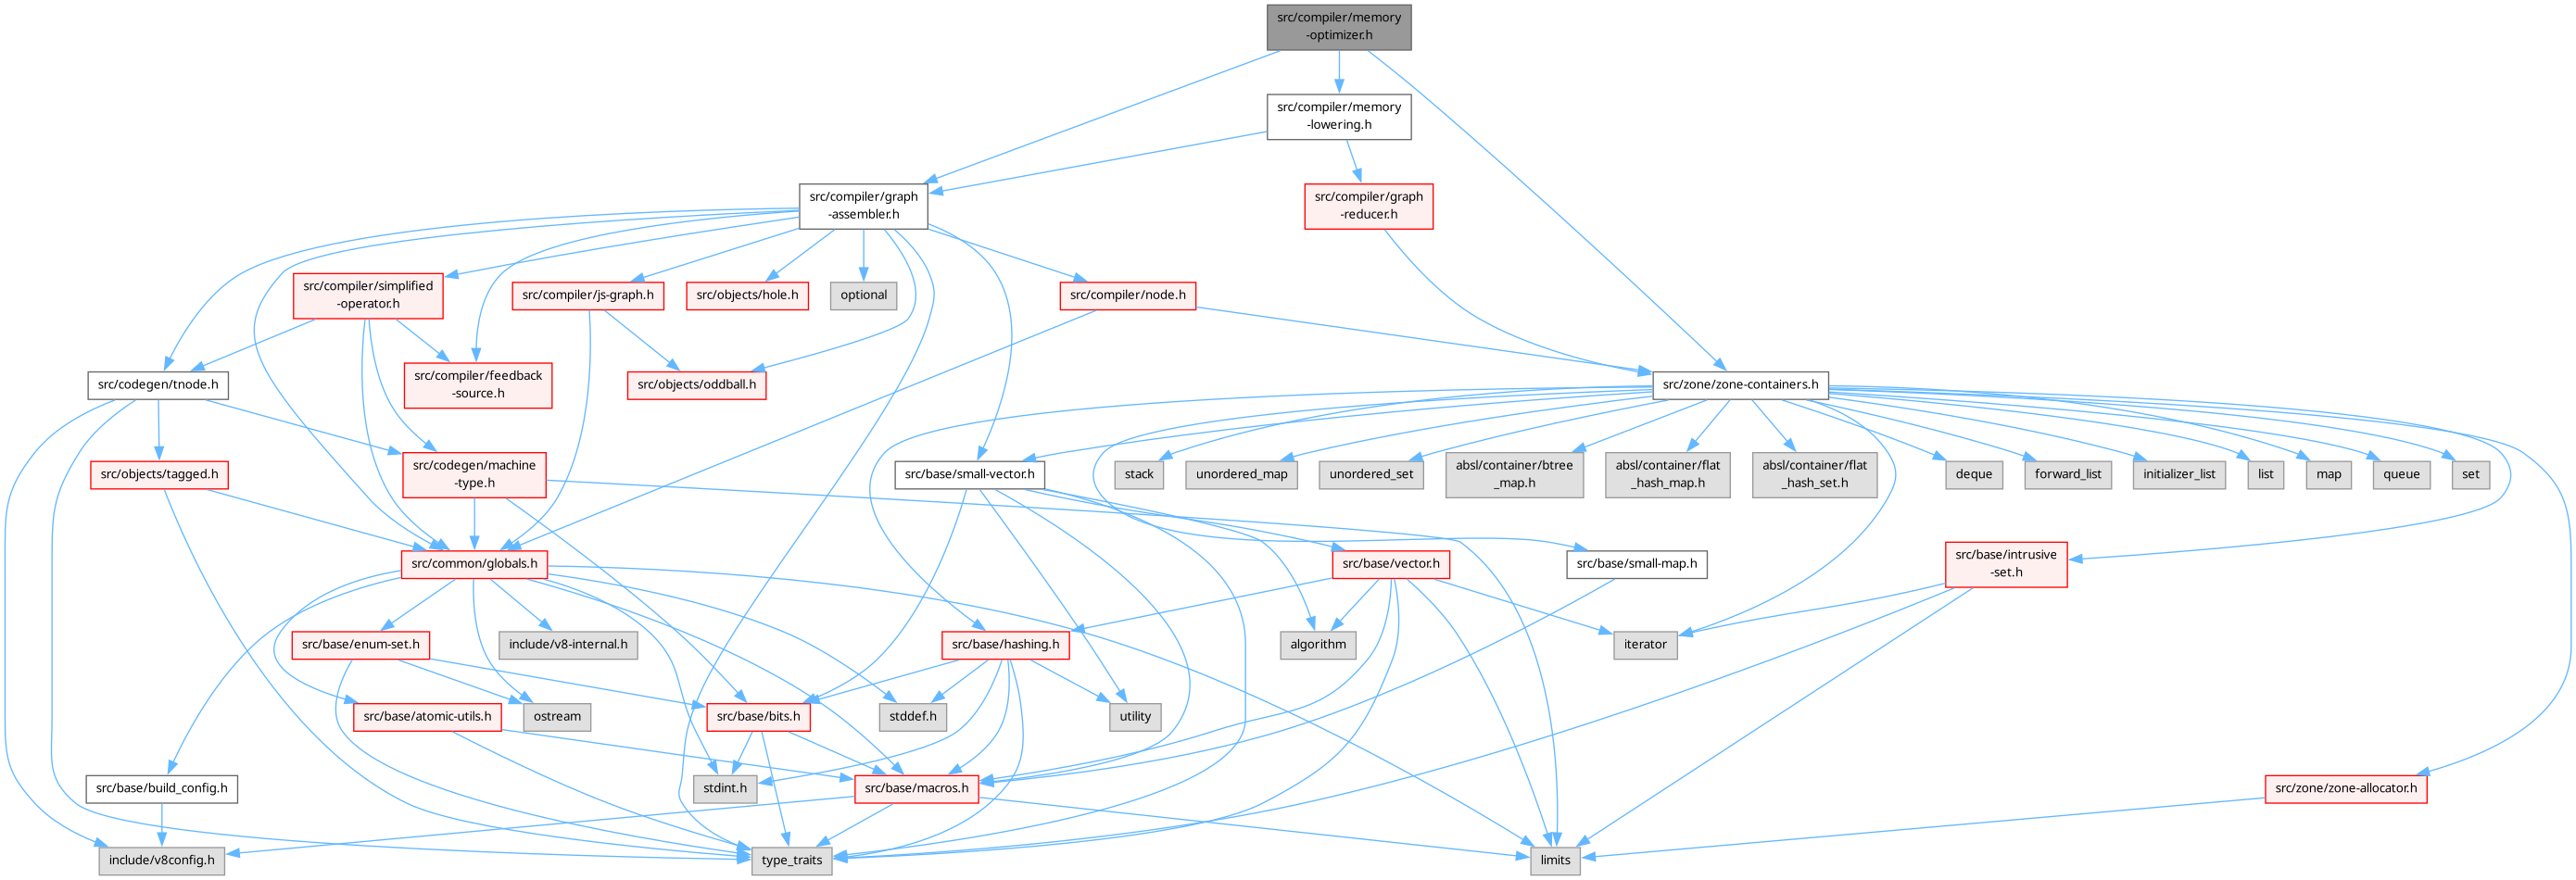 src/compiler/memory
-optimizer.h
src/compiler/memory
-lowering.h
src/compiler/graph
-assembler.h
src/compiler/graph
-reducer.h
src/compiler/simplified
-operator.h
src/compiler/js-graph.h
src/objects/hole.h
optional
src/compiler/node.h
src/codegen/tnode.h
src/compiler/feedback
-source.h
src/objects/oddball.h
src/zone/zone-containers.h
src/objects/tagged.h
src/codegen/machine
-type.h
src/base/small-vector.h
stack
unordered_map
unordered_set
absl/container/btree
_map.h
absl/container/flat
_hash_map.h
absl/container/flat
_hash_set.h
deque
forward_list
initializer_list
list
map
queue
set
src/common/globals.h
src/base/vector.h
src/base/small-map.h
src/base/intrusive
-set.h
src/base/enum-set.h
include/v8-internal.h
src/base/hashing.h
algorithm
iterator
src/base/atomic-utils.h
ostream
src/base/bits.h
stddef.h
utility
src/base/build_config.h
stdint.h
src/base/macros.h
src/zone/zone-allocator.h
include/v8config.h
type_traits
limits